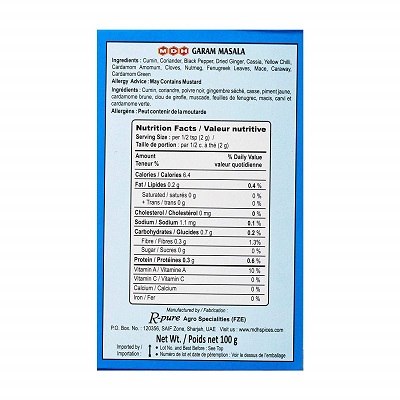 MDH GARAM MASALA
Ingredients : Cumin, Coriander, Black Pepper, Dried Ginger, Cassia, Yellow Chilli,
Cardamom Amomum, Cloves, Nutmeg, Fenugreek Leaves, Mace, Caraway,
Cardamom Green
Allergy Advice : May Contains Mustard
Ingrédients : Cumin, coriandre, poivre noir, gingembre séché, casse, piment jaune,
cardamome brune, clou de girofle, muscade, feuilles de fenugrec, macis, carvi et
cardamome verte.
Allergéns : Peut contenir de la moutarde
Nutrition Facts / Valeur nutritive
Serving Size : per 1/2 tsp (2 g) /
Taille de portion : par 1/2 c. à thé (2 g)
Amount % Daily Value
Teneur % valeur quotidienne
Calories / Calories 6.4
Fat / Lipides 0.2 g 0.4 %
Saturated / saturés 0 g 0 %
+ Trans / trans 0 g 0 %
Cholesterol / Cholestérol 0 mg 0 %
Sodium / Sodium 1.1 mg 0.1 %
Carbohydrates / Glucides 0.7 g 0.2 %
Fibre / Fibres 0.3 g 1.3%
Sugar / Sucres 0 g 0 %
Protein / Protéines 0.3 g 0.6 %
Vitamin A / Vitamine A 10 %
Vitamin C / Vitamine C 0 %
Calcium / Calcium 0 %
Iron / Fer 0 %
Manufactured by / Fabrication :
R-pure Agro Specialities (FZE)
P.O. Box. No. : 120356, SAIF Zone, Sharjah, UAE Visit us : www.mdhspices.com
Net Wt. / Poids net 100 g
Imported by / • Lot No. and Best Before : See Top
Importation : • Numéro de lot et date de péremption : Voir le dessus de l'emballage